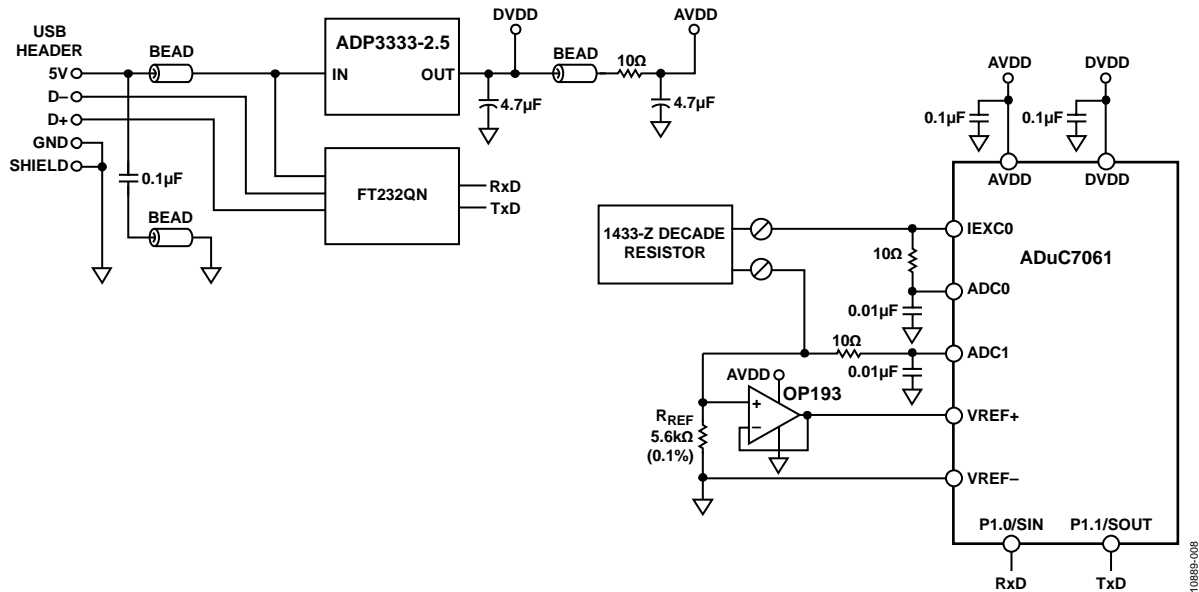 USB
HEADER
5V
D–
D+
GND
SHIELD
BEAD
0.1µF
BEAD
ADP3333-2.5
IN
OUT
DVDD
4.7µF
BEAD
10Ω
AVDD
4.7µF
FT232QN
RxD
TxD
AVDD
DVDD
0.1µF
0.1µF
AVDD
DVDD
1433-Z DECADE
RESISTOR
IEXC0
10Ω
ADuC7061
ADC0
0.01µF
10Ω
ADC1
0.01µF
AVDD
OP193
+
–
VREF+
RREF
5.6kΩ
(0.1%)
VREF–
P1.0/SIN
P1.1/SOUT
RxD
TxD
10889-008